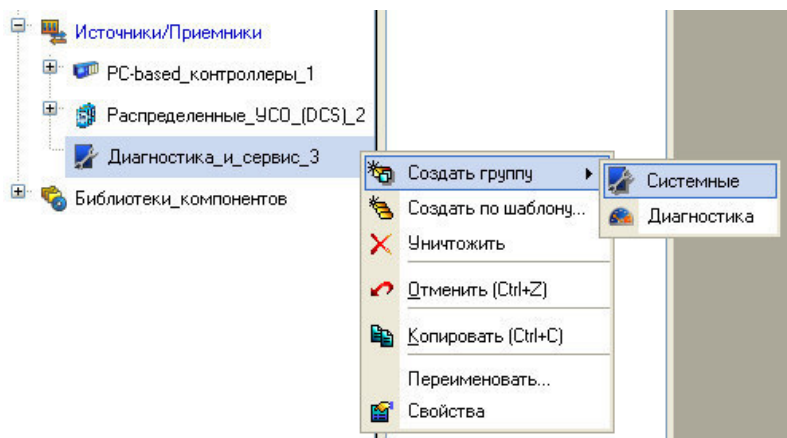 Источники/Приемники
PC-based_контроллеры_1
Распределенные_УСО_(DCS)_2
Диагностика_и_сервис_3
Библиотеки_компонентов
Создать группу
Создать по шаблону...
Уничтожить
Отменить (Ctrl+Z)
Копировать (Ctrl+C)
Переименовать...
Свойства
Системные
Диагностика